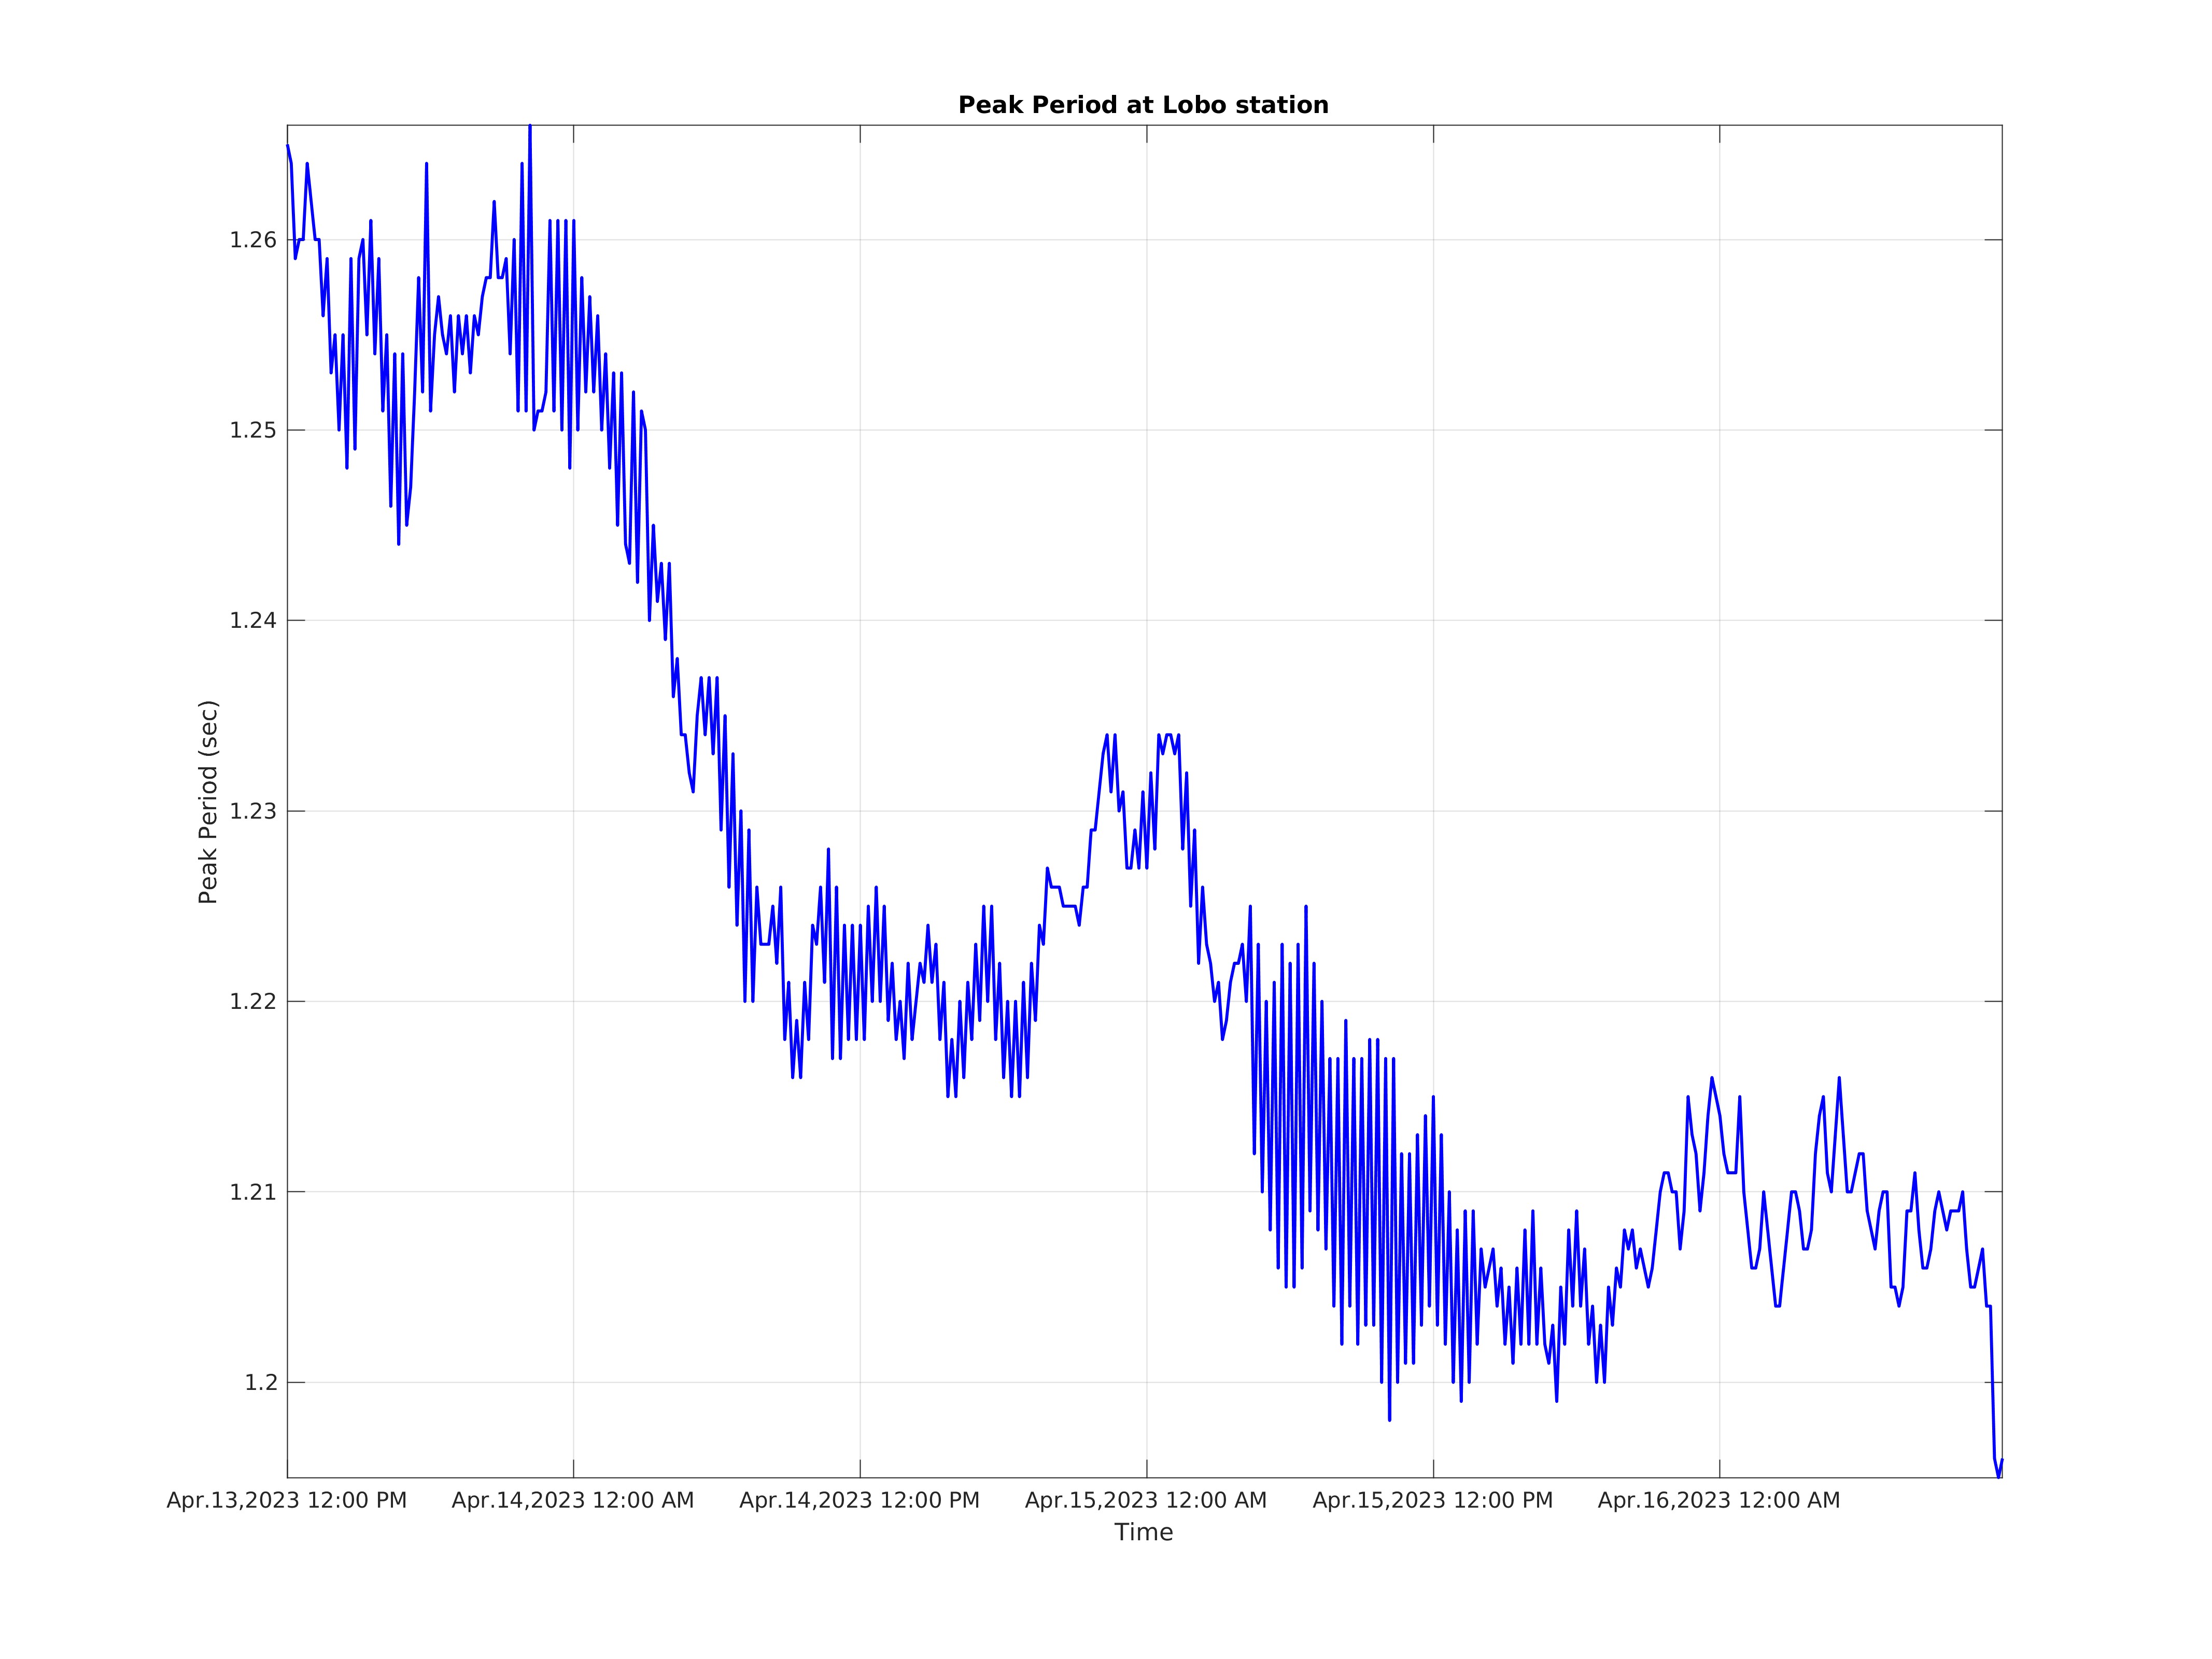 Peak Period at Lobo station
Peak Period (sec)
1.26
1.25
1.24
1.23
1.22
1.21
1.2
Apr.13,2023 12:00 PM Apr.14,2023 12:00 AM Apr.14,2023 12:00 PM Apr.15,2023 12:00 AM Apr.15,2023 12:00 PM Apr.16,2023 12:00 AM
Time